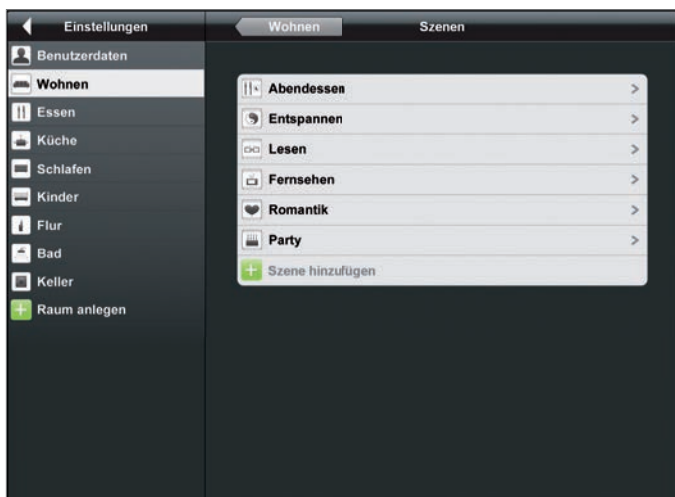 Einstellungen
Wohnen
Szenen
Benutzerdaten
Wohnen
Essen
Küche
Schlafen
Kinder
Flur
Bad
Keller
Raum anlegen
Abendessen
Entspannen
Lesen
Fernsehen
Romantik
Party
Szene hinzufügen